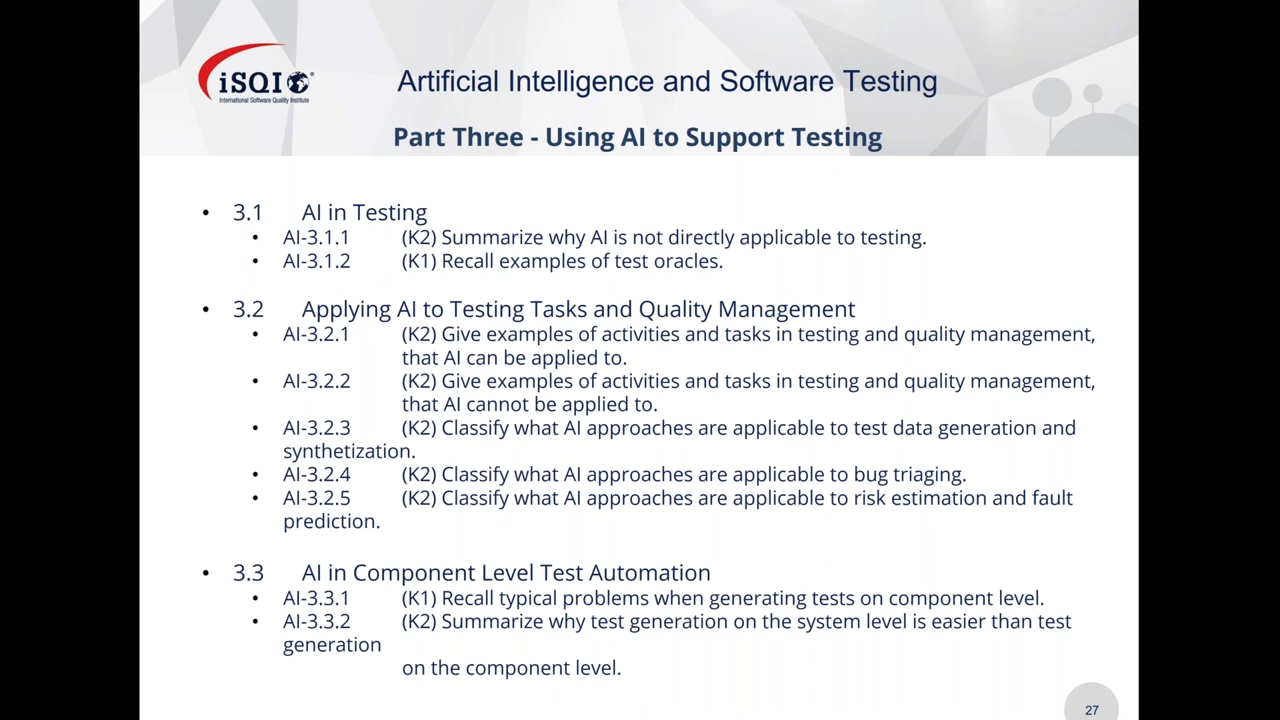 iSQI
International Software Quality Institute
Artificial Intelligence and Software Testing
Part Three - Using AI to Support Testing
• 3.1 AI in Testing
• AI-3.1.1 (K2) Summarize why AI is not directly applicable to testing.
• AI-3.1.2 (K1) Recall examples of test oracles.
• 3.2 Applying AI to Testing Tasks and Quality Management
• AI-3.2.1 (K2) Give examples of activities and tasks in testing and quality management,
that AI can be applied to.
• AI-3.2.2 (K2) Give examples of activities and tasks in testing and quality management,
that AI cannot be applied to.
• AI-3.2.3 (K2) Classify what AI approaches are applicable to test data generation and
synthetization.
• AI-3.2.4 (K2) Classify what AI approaches are applicable to bug triaging.
• AI-3.2.5 (K2) Classify what AI approaches are applicable to risk estimation and fault
prediction.
• 3.3 AI in Component Level Test Automation
• AI-3.3.1 (K1) Recall typical problems when generating tests on component level.
• AI-3.3.2 (K2) Summarize why test generation on the system level is easier than test
generation
on the component level.
27